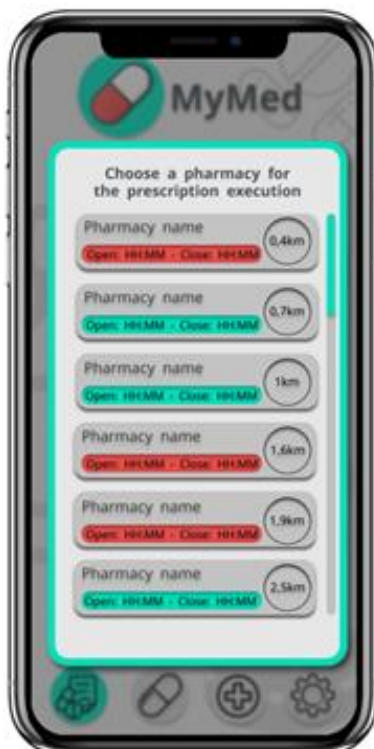 MyMed
Choose a pharmacy for
the prescription execution
Pharmacy name
Open: HH:MM - Close: HH:MM
0,4km
Pharmacy name
Open: HH:MM - Close: HH:MM
0,7km
Pharmacy name
Open: HH:MM - Close: HH:MM
1km
Pharmacy name
Open: HH:MM - Close: HH:MM
1,6km
Pharmacy name
Open: HH:MM - Close: HH:MM
1,9km
Pharmacy name
Open: HH:MM - Close: HH:MM
2,5km